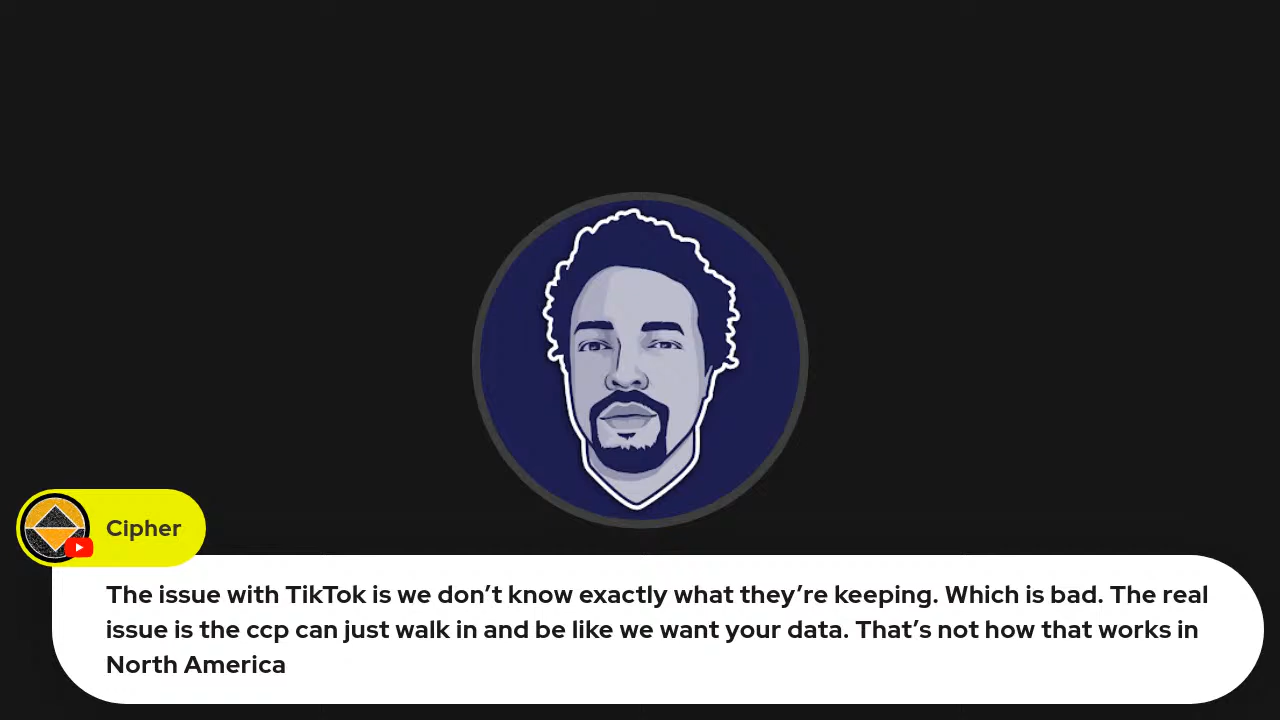 Cipher
The issue with TikTok is we don’t know exactly what they’re keeping. Which is bad. The real
issue is the ccp can just walk in and be like we want your data. That’s not how that works in
North America